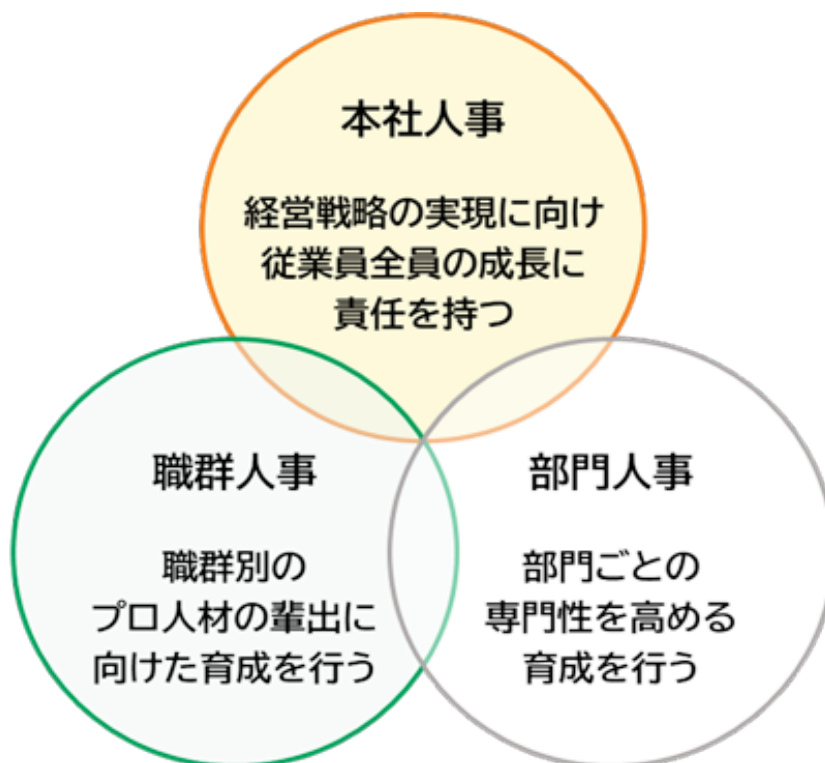 本社人事
経営戦略の実現に向け
従業員全員の成長に
責任を持つ
職群人事
職群別の
プロ人材の輩出に
向けた育成を行う
部門人事
部門ごとの
専門性を高める
育成を行う